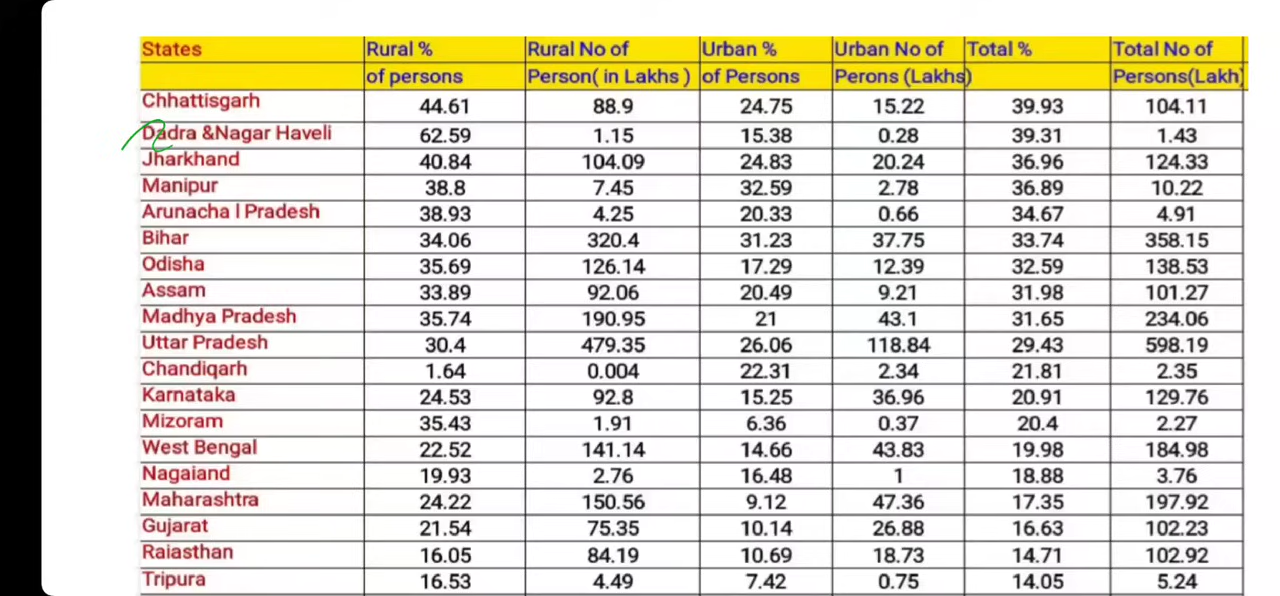 States Rural % Rural No of Urban % Urban No of Total % Total No of
of persons Person( in Lakhs ) of Persons Perons (Lakhs) Persons(Lakh)
Chhattisgarh 44.61 88.9 24.75 15.22 39.93 104.11
Dadra &Nagar Haveli 62.59 1.15 15.38 0.28 39.31 1.43
Jharkhand 40.84 104.09 24.83 20.24 36.96 124.33
Manipur 38.8 7.45 32.59 2.78 36.89 10.22
Arunacha l Pradesh 38.93 4.25 20.33 0.66 34.67 4.91
Bihar 34.06 320.4 31.23 37.75 33.74 358.15
Odisha 35.69 126.14 17.29 12.39 32.59 138.53
Assam 33.89 92.06 20.49 9.21 31.98 101.27
Madhya Pradesh 35.74 190.95 21 43.1 31.65 234.06
Uttar Pradesh 30.4 479.35 26.06 118.84 29.43 598.19
Chandiqarh 1.64 0.004 22.31 2.34 21.81 2.35
Karnataka 24.53 92.8 15.25 36.96 20.91 129.76
Mizoram 35.43 1.91 6.36 0.37 20.4 2.27
West Bengal 22.52 141.14 14.66 43.83 19.98 184.98
Nagaiand 19.93 2.76 16.48 1 18.88 3.76
Maharashtra 24.22 150.56 9.12 47.36 17.35 197.92
Gujarat 21.54 75.35 10.14 26.88 16.63 102.23
Raiasthan 16.05 84.19 10.69 18.73 14.71 102.92
Tripura 16.53 4.49 7.42 0.75 14.05 5.24